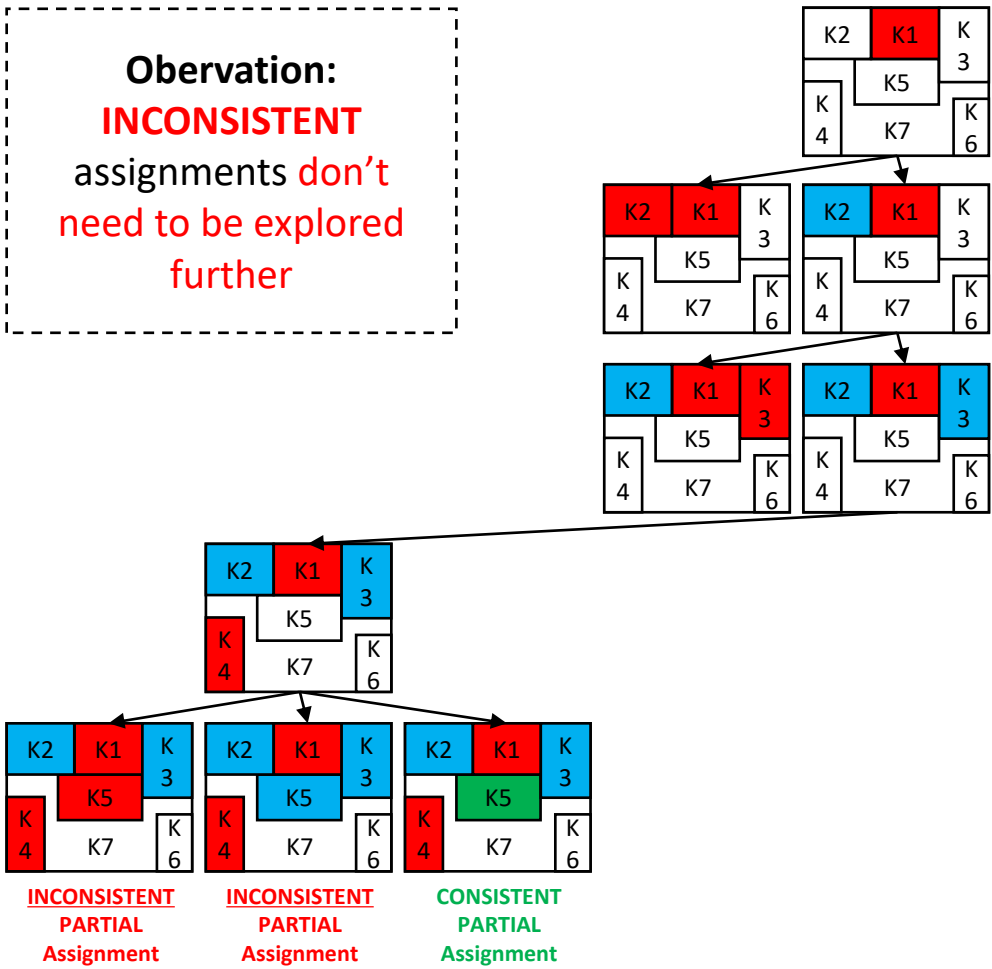 Obervation:
INCONSISTENT
assignments don't
need to be explored
further
K2 K1 K
3
K5
K
4
K7
K
6
K2 K1 K
3
K5
K
4
K7
K
6
K2 K1 K
3
K5
K
4
K7
K
6
K2 K1 K
3
K5
K
4
K7
K
6
K2 K1 K
3
K5
K
4
K7
K
6
K2 K1 K
3
K5
K
4
K7
K
6
K2 K1 K
3
K5
K
4
K7
K
6
INCONSISTENT
PARTIAL
Assignment
K2 K1 K
3
K5
K
4
K7
K
6
INCONSISTENT
PARTIAL
Assignment
K2 K1 K
3
K5
K
4
K7
K
6
CONSISTENT
PARTIAL
Assignment